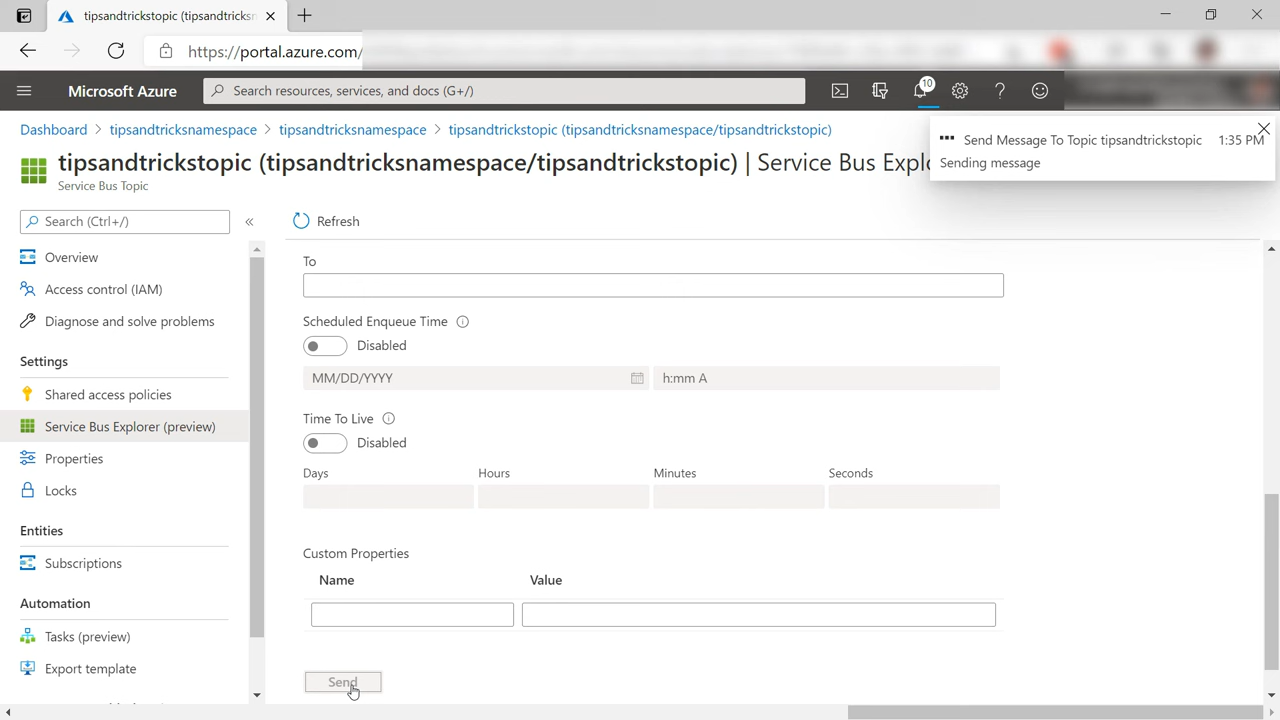 tipsandtrickstopic (tipsandtricksn
https://portal.azure.com/
Microsoft Azure
Search resources, services, and docs (G+/)
10
Dashboard > tipsandtricksnamespace > tipsandtricksnamespace > tipsandtrickstopic (tipsandtricksnamespace/tipsandtrickstopic)
Send Message To Topic tipsandtrickstopic 1:35 PM
Sending message
tipsandtrickstopic (tipsandtricksnamespace/tipsandtrickstopic) | Service Bus Explo
Service Bus Topic
Search (Ctrl+/)
«
Refresh
Overview
Access control (IAM)
Diagnose and solve problems
Settings
Shared access policies
Service Bus Explorer (preview)
Properties
Locks
Entities
Subscriptions
Automation
Tasks (preview)
Export template
To
Scheduled Enqueue Time
Disabled
MM/DD/YYYY
h:mm A
Time To Live
Disabled
Days Hours Minutes Seconds
Custom Properties
Name Value
Send